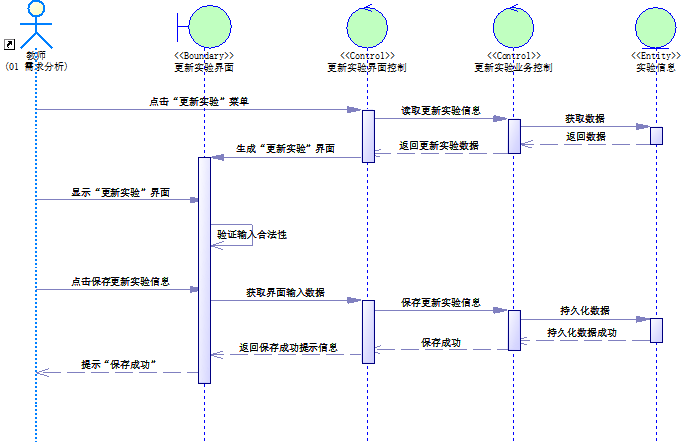 教师
(01 需求分析)
<<Boundary>>
更新实验界面
<<Control>>
更新实验界面控制
<<Control>>
更新实验业务控制
<<Entity>>
实验信息
点击“更新实验”菜单
读取更新实验信息
获取数据
返回数据
返回更新实验数据
生成“更新实验”界面
显示“更新实验”界面
验证输入合法性
点击保存更新实验信息
获取界面输入数据
保存更新实验信息
持久化数据
持久化数据成功
保存成功
返回保存成功提示信息
提示“保存成功”